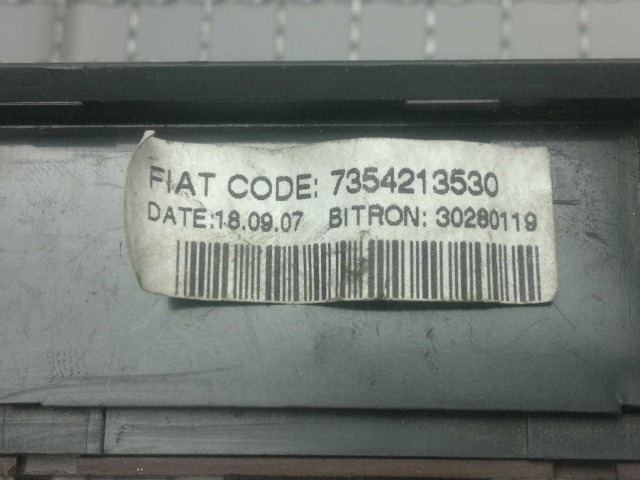 FIAT CODE: 7354213530
DATE:18.09.07 BITRON: 30280119